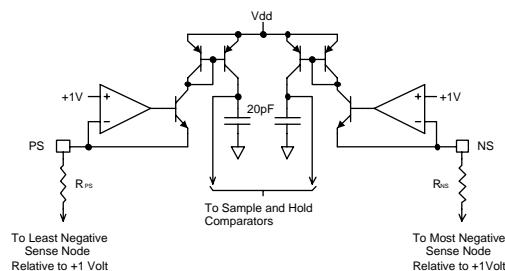 Vdd
+1V
+
−
20pF
+
−
+1V
PS
NS
RPS
RNS
To Sample and Hold
Comparators
To Least Negative
Sense Node
Relative to +1 Volt
To Most Negative
Sense Node
Relative to +1Volt